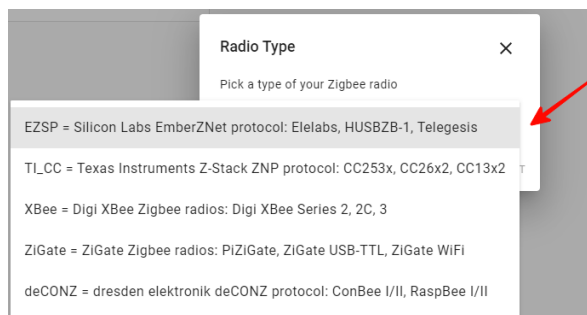 Radio Type
Pick a type of your Zigbee radio
EZSP = Silicon Labs EmberZNet protocol: Elelabs, HUSBZB-1, Telegesis
TI_CC = Texas Instruments Z-Stack ZNP protocol: CC253x, CC26x2, CC13x2
XBee = Digi XBee Zigbee radios: Digi XBee Series 2, 2C, 3
ZiGate = ZiGate Zigbee radios: PiZiGate, ZiGate USB-TTL, ZiGate WiFi
deCONZ = dresden elektronik deCONZ protocol: ConBee I/II, RaspBee I/II